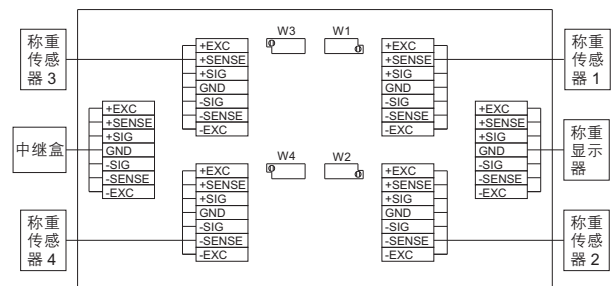 W3
W1
称重
传感
器 3
+EXC
+SENSE
+SIG
GND
-SIG
-SENSE
-EXC
+EXC
+SENSE
+SIG
GND
-SIG
-SENSE
-EXC
称重
传感
器 1
中继盒
+EXC
+SENSE
+SIG
GND
-SIG
-SENSE
-EXC
+EXC
+SENSE
+SIG
GND
-SIG
-SENSE
-EXC
称重
显示
器
W4
W2
称重
传感
器 4
+EXC
+SENSE
+SIG
GND
-SIG
-SENSE
-EXC
+EXC
+SENSE
+SIG
GND
-SIG
-SENSE
-EXC
称重
传感
器 2